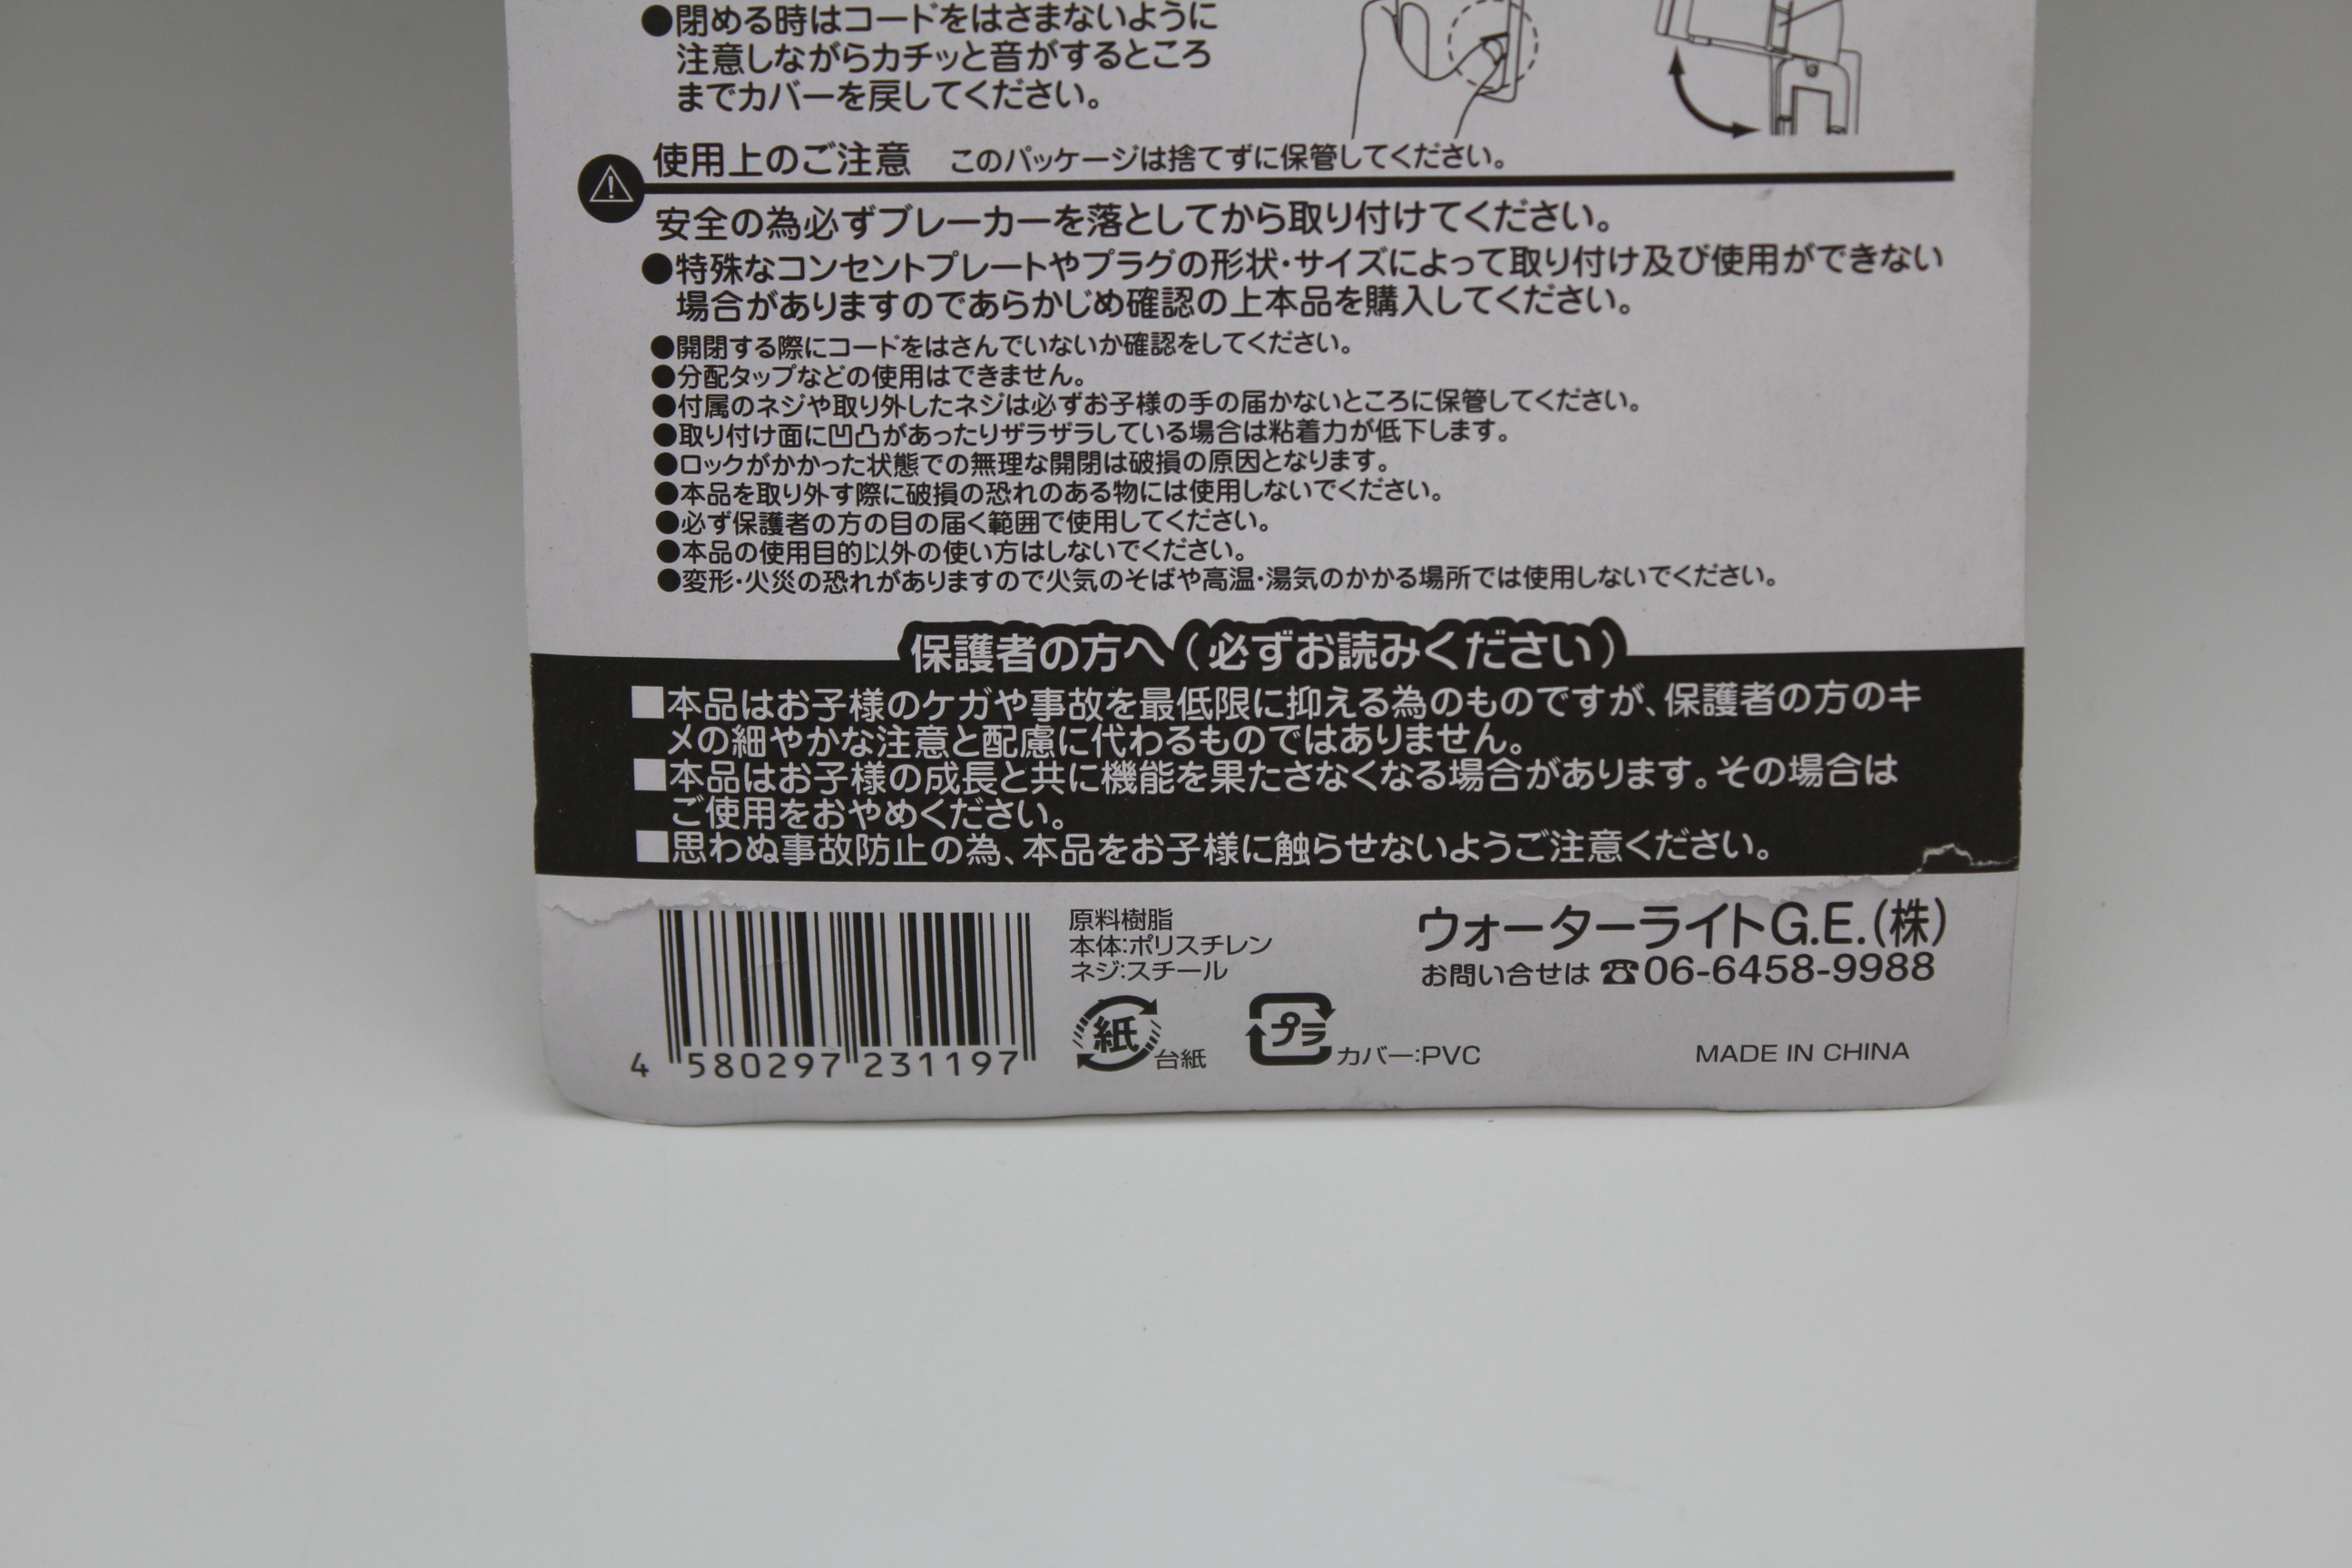 ●閉める時はコードをはさまないように
注意しながらカチッと音がするところ
までカバーを戻してください。
使用上のご注意 このパッケージは捨てずに保管してください。
安全の為必ずブレーカーを落としてから取り付けてください。
●特殊なコンセントプレートやプラグの形状・サイズによって取り付け及び使用ができない
場合がありますのであらかじめ確認の上本品を購入してください。
●開閉する際にコードをはさんでいないか確認をしてください。
●分配タップなどの使用はできません。
●付属のネジや取り外したネジは必ずお子様の手の届かないところに保管してください。
●取り付け面に凹凸があったりザラザラしている場合は粘着力が低下します。
●ロックがかかった状態での無理な開閉は破損の原因となります。
●本品を取り外す際に破損の恐れのある物には使用しないでください。
●必ず保護者の方の目の届く範囲で使用してください。
●本品の使用目的以外の使い方はしないでください。
●変形・火災の恐れがありますので火気のそばや高温・湯気のかかる場所では使用しないでください。
保護者の方へ(必ずお読みください)
■本品はお子様のケガや事故を最低限に抑える為のものですが、保護者の方のキ
メの細やかな注意と配慮に代わるものではありません。
■本品はお子様の成長と共に機能を果たさなくなる場合があります。その場合は
ご使用をおやめください。
■思わぬ事故防止の為、本品をお子様に触らせないようご注意ください。
原料樹脂
本体:ポリスチレン
ネジ:スチール
紙 台紙
プラ カバー:PVC
ウォーターライトG.E.(株)
お問い合せは ☎06-6458-9988
MADE IN CHINA
4 580297 231197